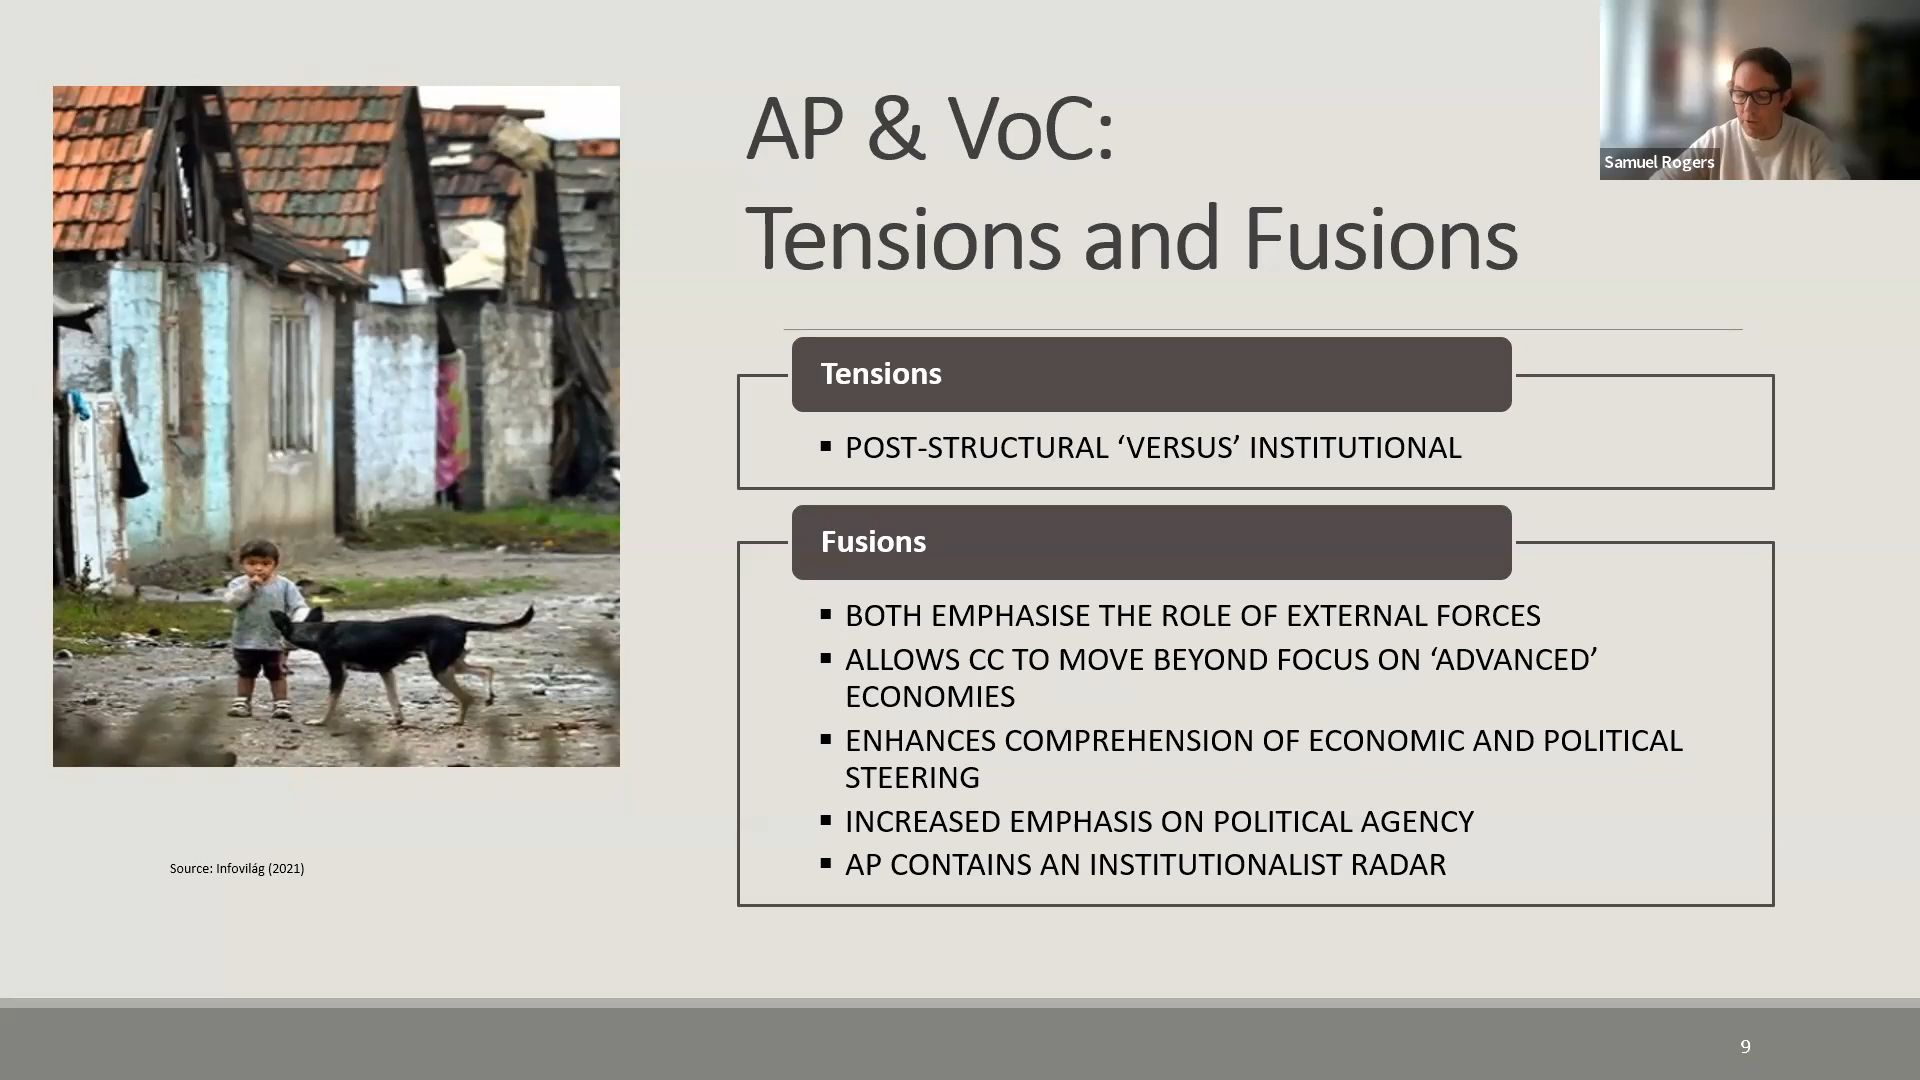 AP & VoC:
Tensions and Fusions
Samuel Rogers
Tensions
▪ POST-STRUCTURAL ‘VERSUS’ INSTITUTIONAL
Fusions
▪ BOTH EMPHASISE THE ROLE OF EXTERNAL FORCES
▪ ALLOWS CC TO MOVE BEYOND FOCUS ON ‘ADVANCED’
ECONOMIES
▪ ENHANCES COMPREHENSION OF ECONOMIC AND POLITICAL
STEERING
▪ INCREASED EMPHASIS ON POLITICAL AGENCY
▪ AP CONTAINS AN INSTITUTIONALIST RADAR
Source: Infovilág (2021)
9